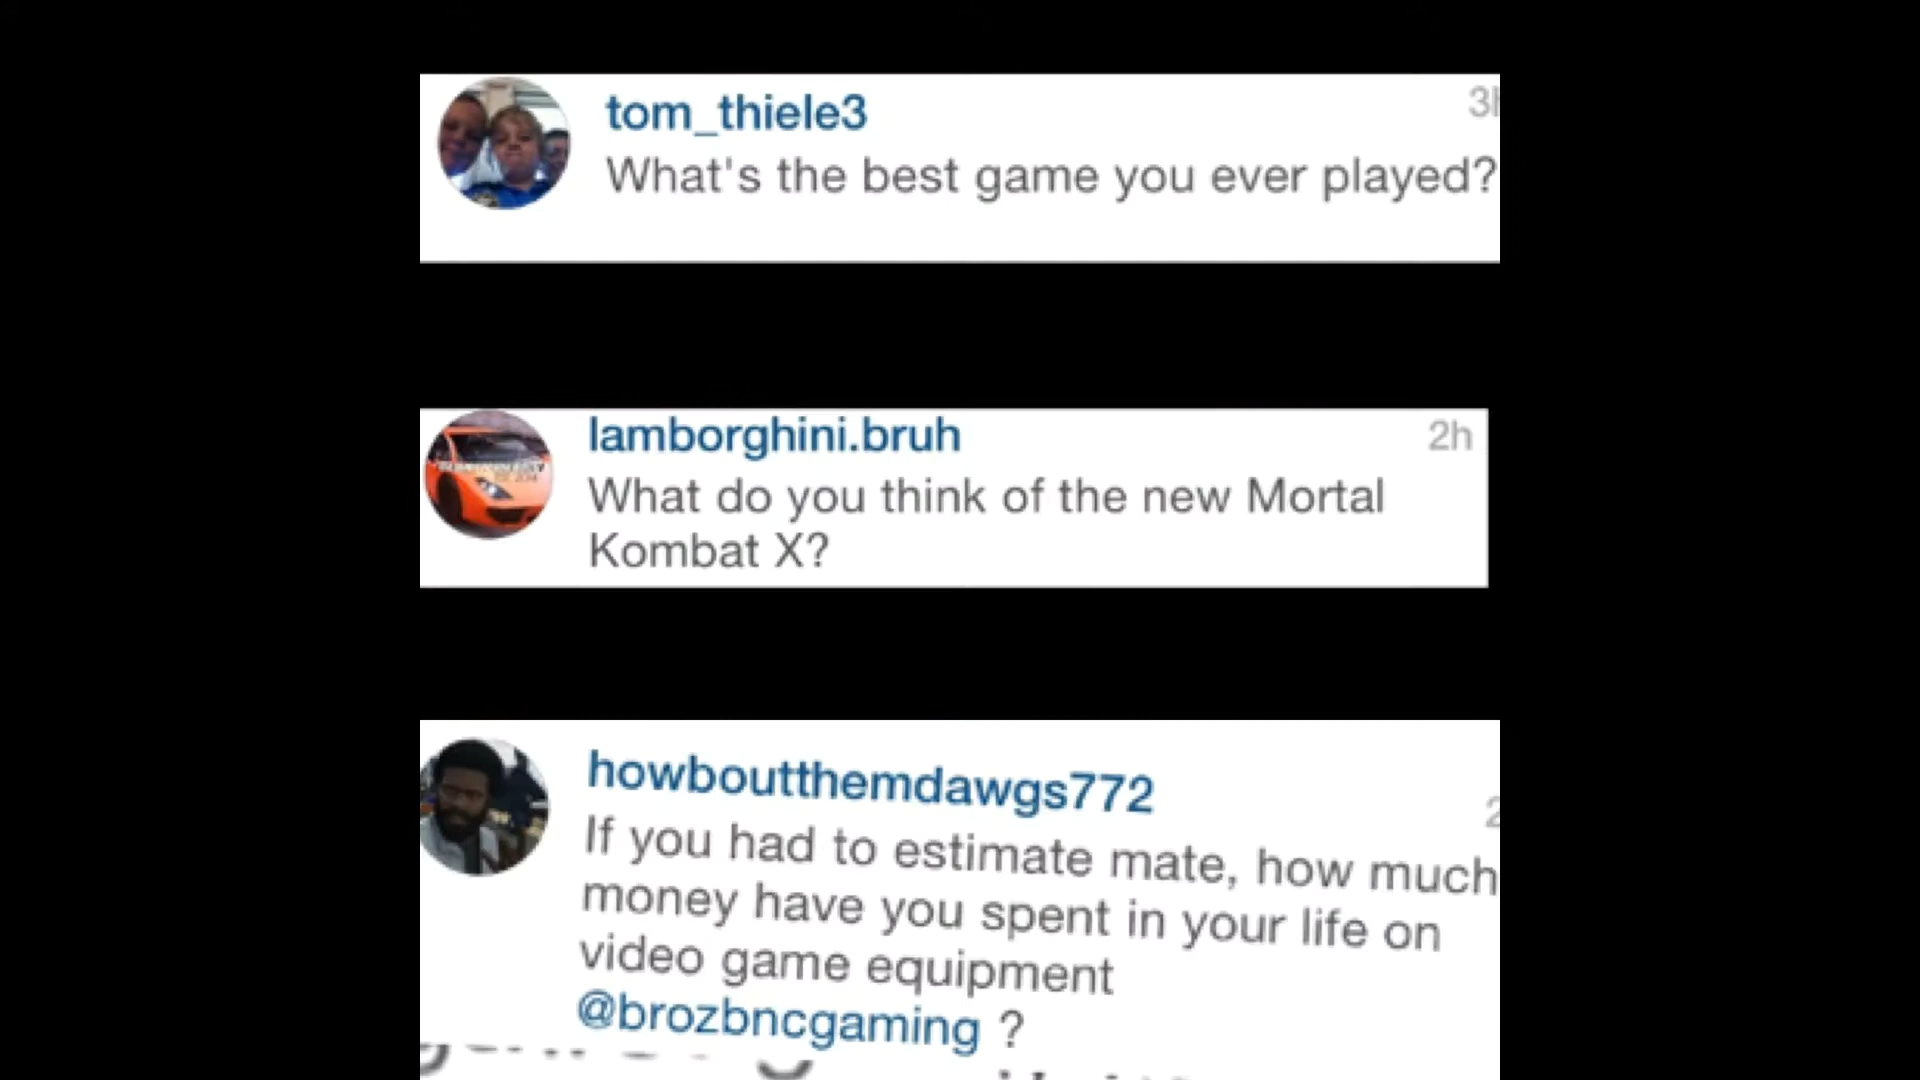 tom_thiele3
What's the best game you ever played?
lamborghini.bruh
2h
What do you think of the new Mortal
Kombat X?
howboutthemdawgs772
If you had to estimate mate, how much
money have you spent in your life on
video game equipment
@brozbncgaming ?